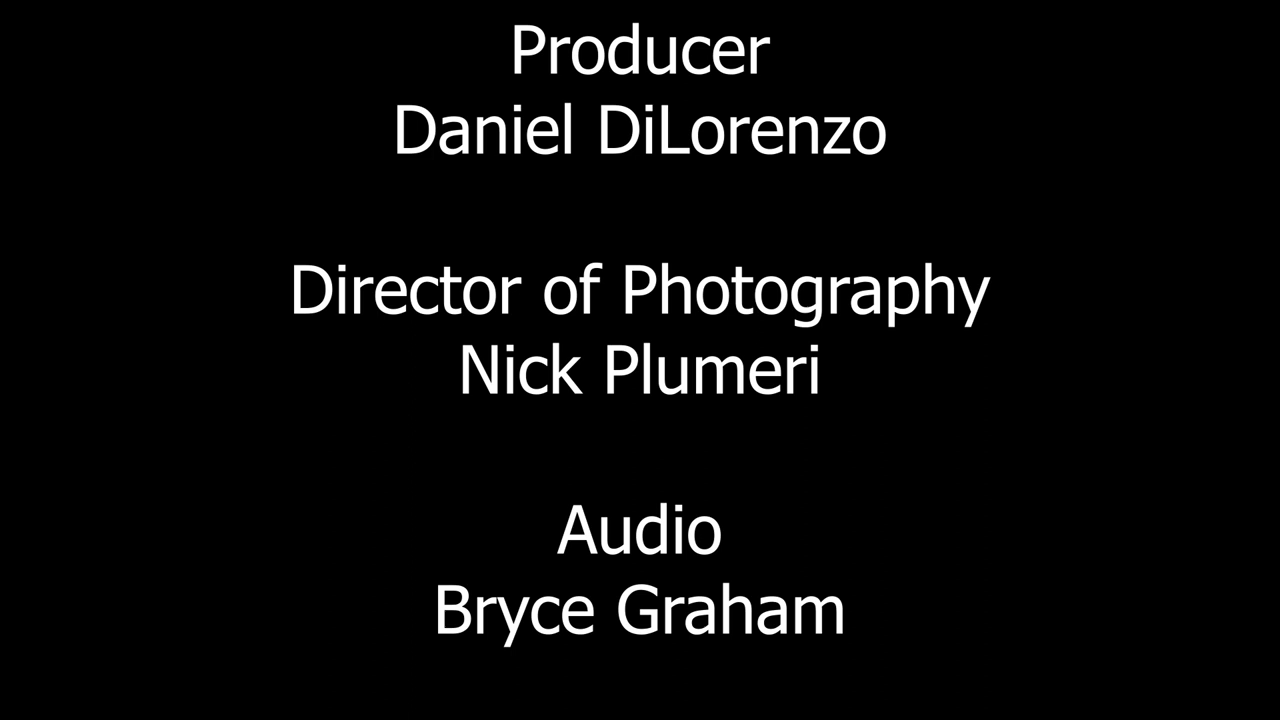 Producer
Daniel DiLorenzo
Director of Photography
Nick Plumeri
Audio
Bryce Graham